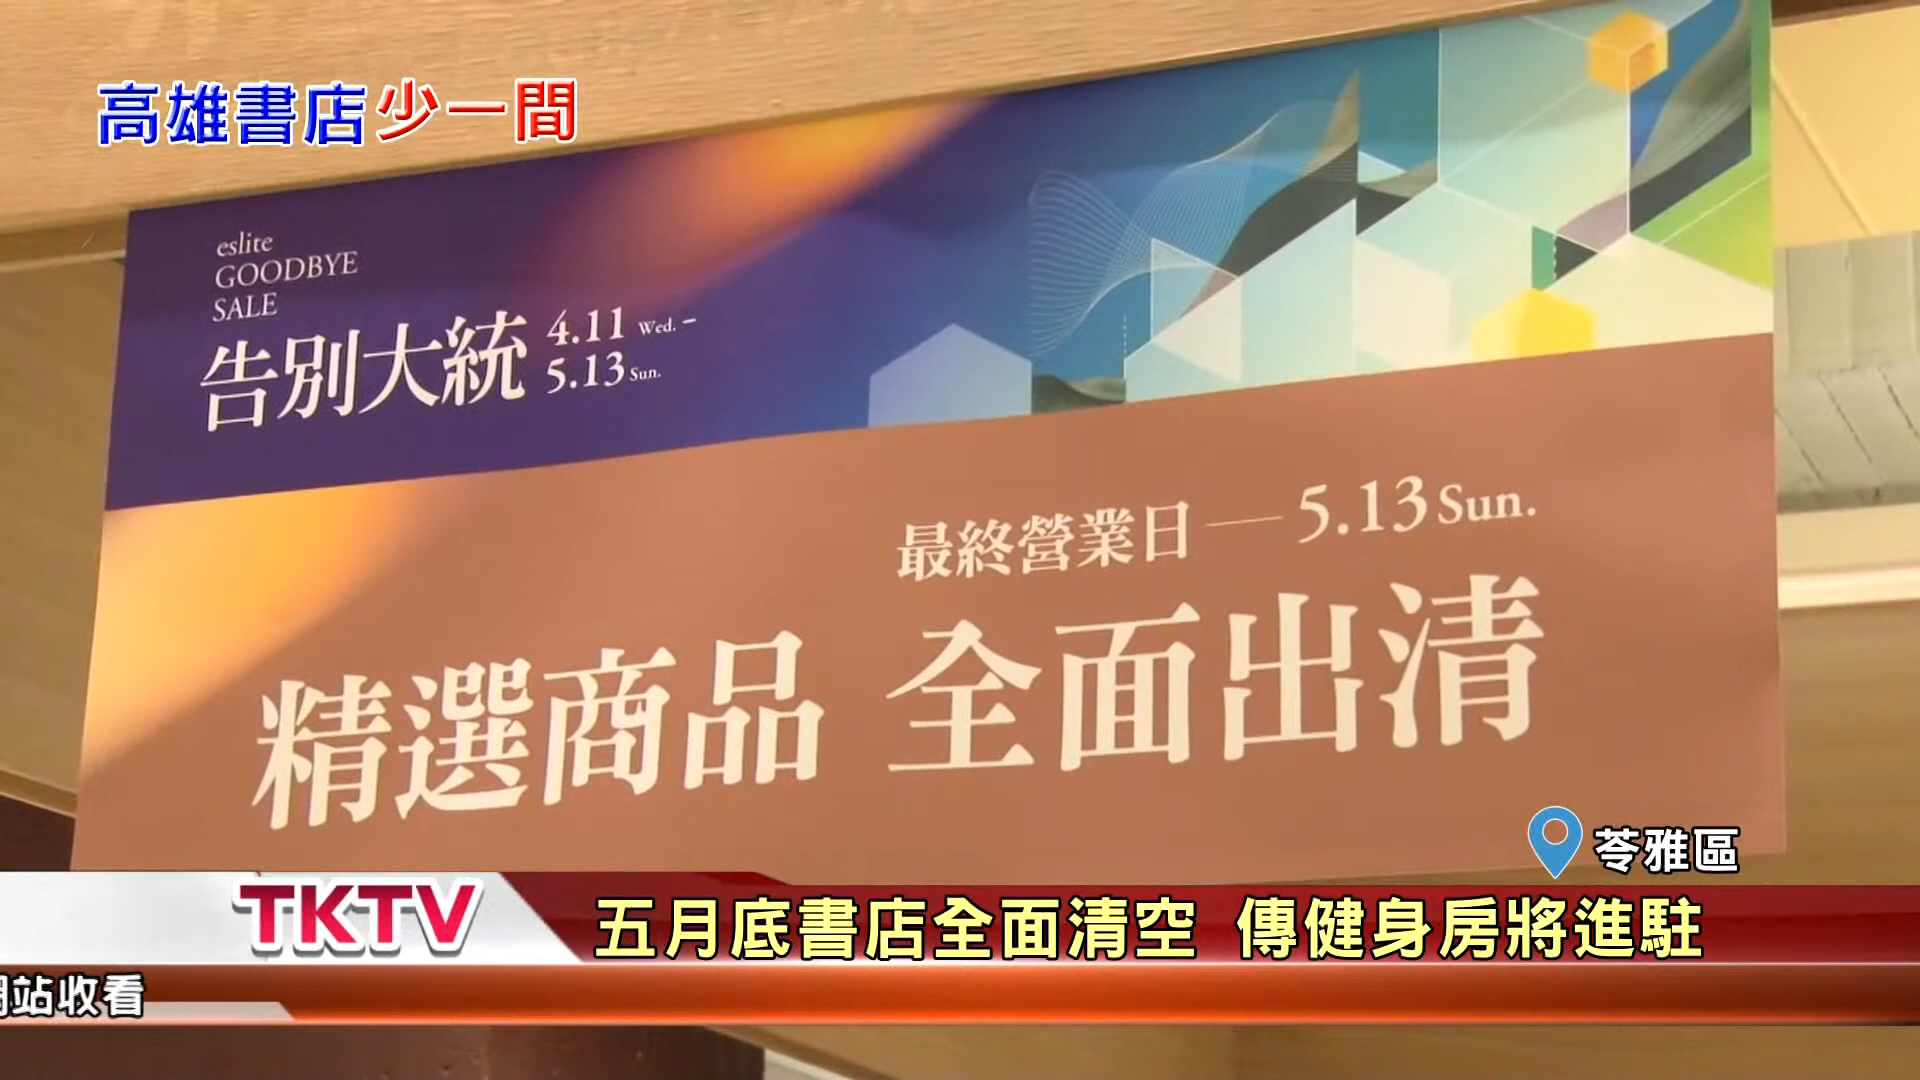 高雄書店少一間
eslite
GOODBYE
SALE
告別大統 4.11 Wed. –
5.13 Sun.
最終營業日 — 5.13 Sun.
精選商品 全面出清
苓雅區
TKTV 五月底書店全面清空 傳健身房將進駐
網站收看